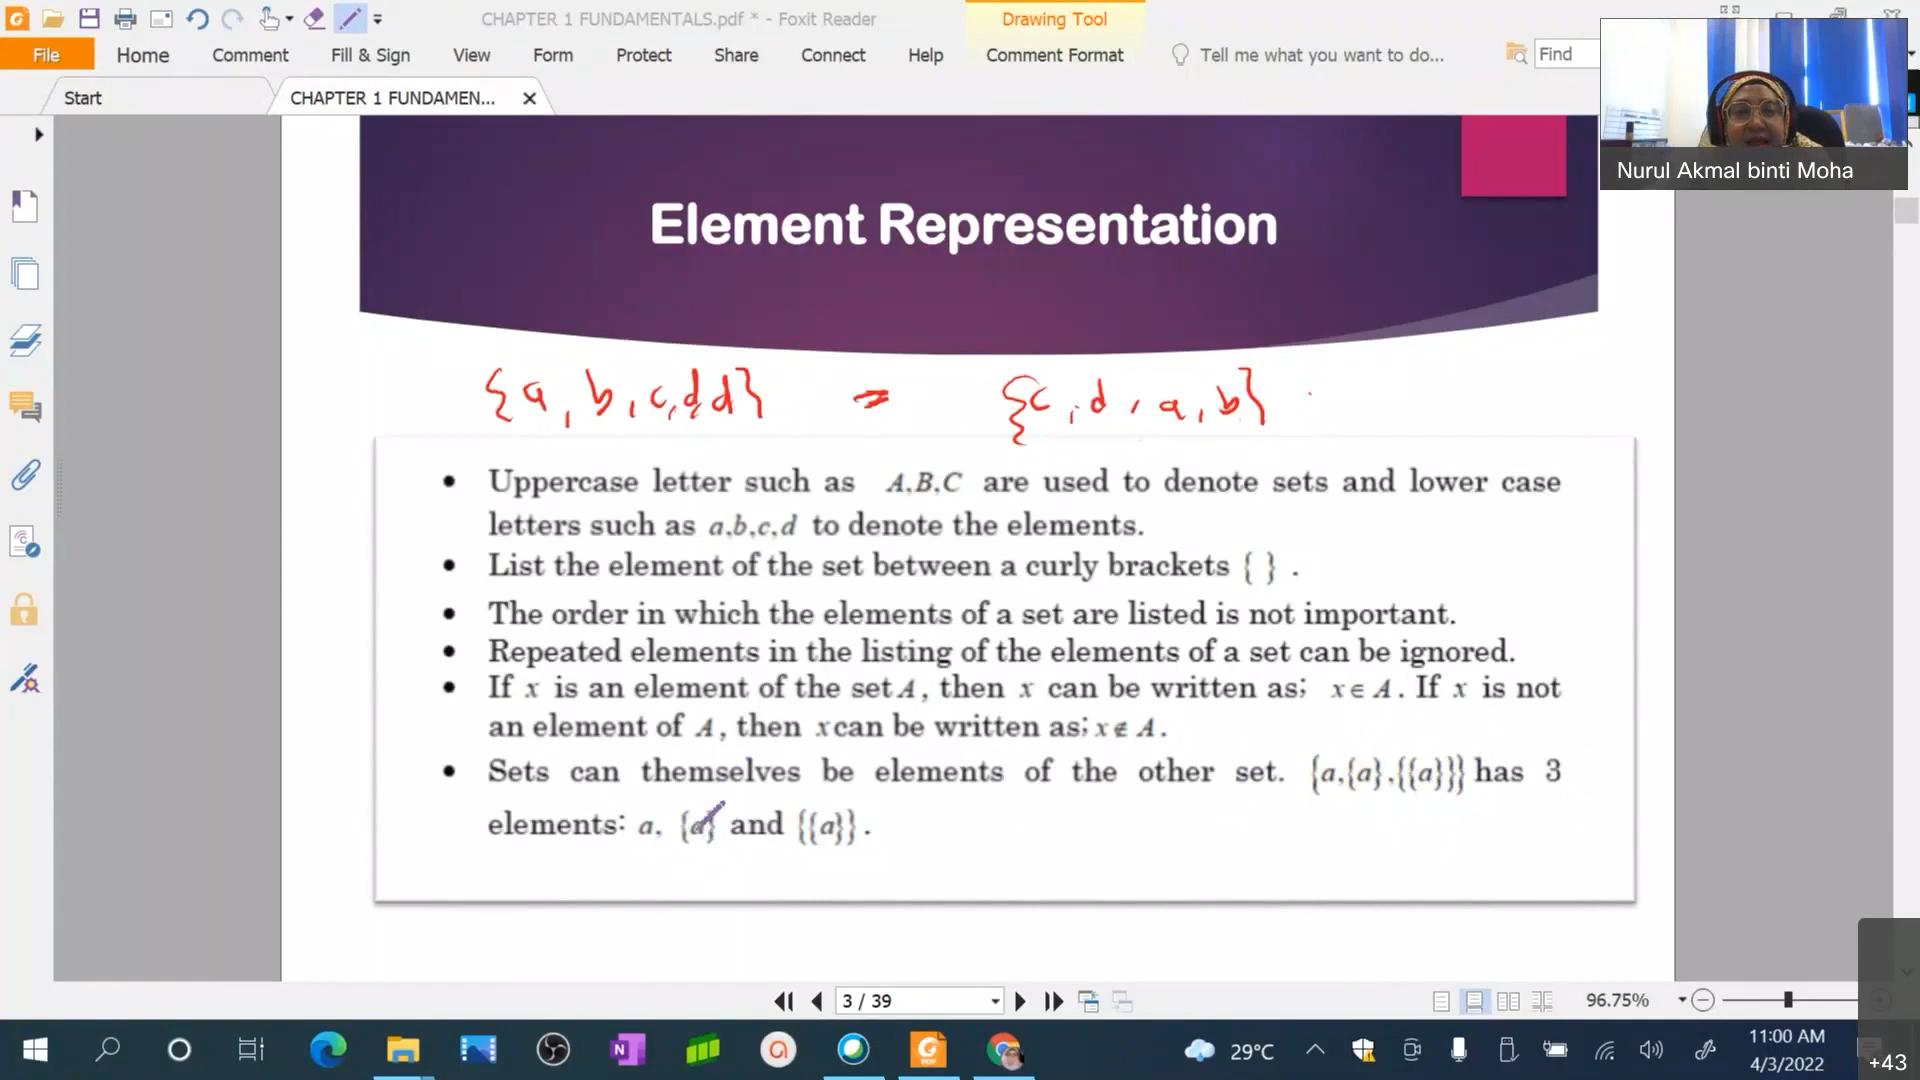 CHAPTER 1 FUNDAMENTALS.pdf * - Foxit Reader
Drawing Tool
File Home Comment Fill & Sign View Form Protect Share Connect Help Comment Format Tell me what you want to do... Find
Start CHAPTER 1 FUNDAMEN...
Nurul Akmal binti Moha
Element Representation
{a, b, c, d, d} = {c, d, a, b}
• Uppercase letter such as A,B,C are used to denote sets and lower case
letters such as a,b,c,d to denote the elements.
• List the element of the set between a curly brackets { } .
• The order in which the elements of a set are listed is not important.
• Repeated elements in the listing of the elements of a set can be ignored.
• If x is an element of the set A, then x can be written as; x ∈ A. If x is not
an element of A, then x can be written as; x ∉ A.
• Sets can themselves be elements of the other set. {a,{a},{{a}}} has 3
elements: a, {a} and {{a}}.
3 / 39
96.75%
29°C
11:00 AM
4/3/2022
+43